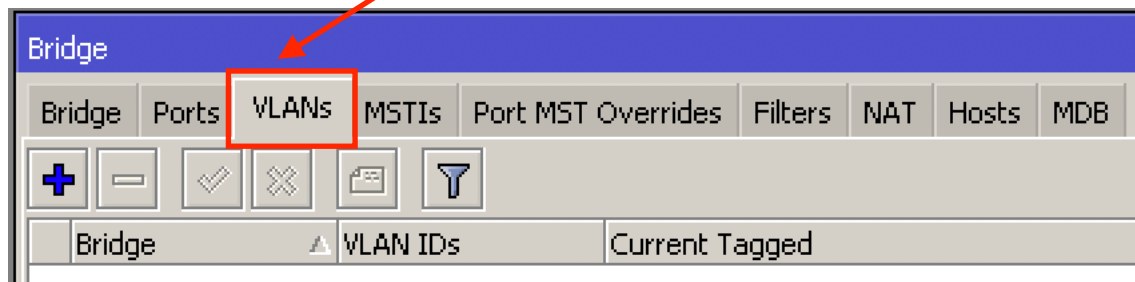 Bridge
Bridge Ports VLANs MSTIs Port MST Overrides Filters NAT Hosts MDB
Bridge VLAN IDs Current Tagged